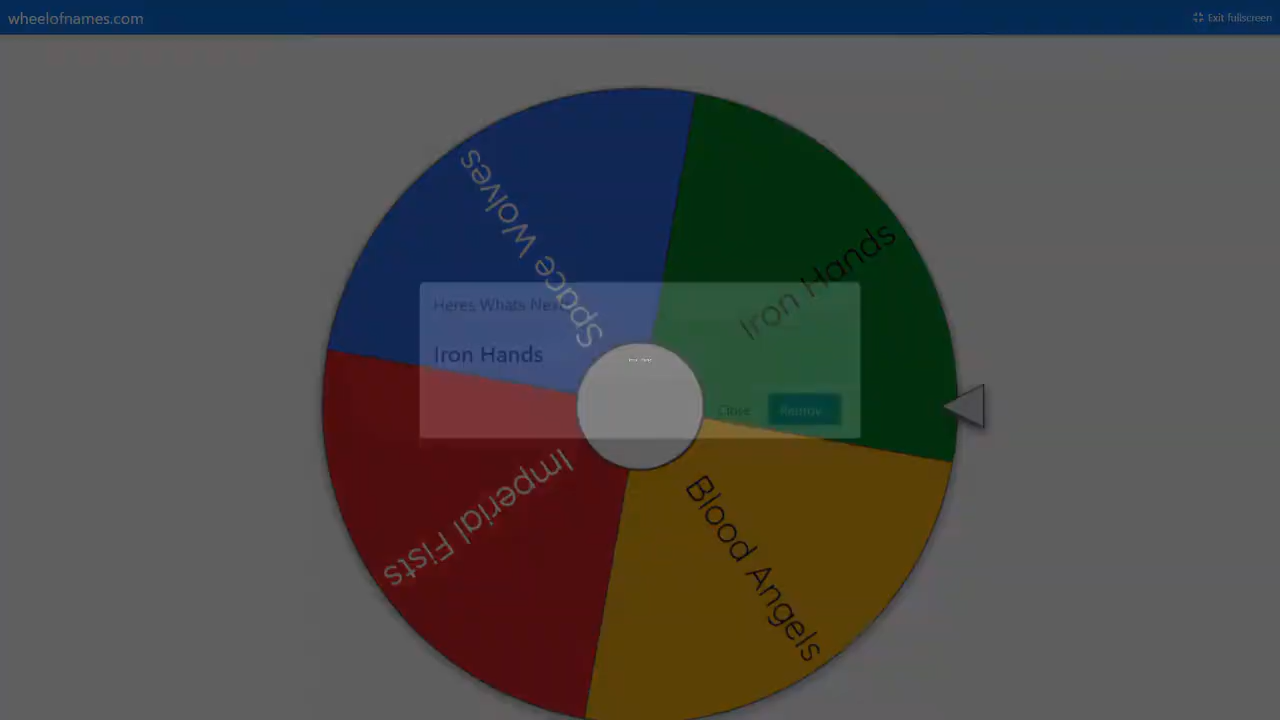 wheelofnames.com
Exit fullscreen
Space Wolves
Iron Hands
Heres Whats Next
Iron Hands
Close
Remove
Imperial Fists
Blood Angels